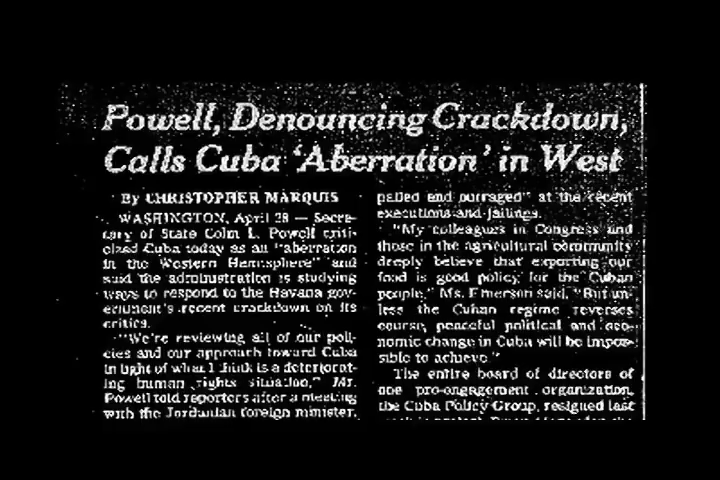 Powell, Denouncing Crackdown,
Calls Cuba 'Aberration' in West
By CHRISTOPHER MARQUIS
WASHINGTON, April 28 — Secre-
tary of State Colin L. Powell criti-
cized Cuba today as an "aberration
in the Western Hemisphere" and
said the administration is studying
ways to respond to the Havana gov-
ernment's recent crackdown on its
critics.
"We're reviewing all of our poli-
cies and our approach toward Cuba
in light of what I think is a deteriorat-
ing human rights situation," Mr.
Powell told reporters after a meeting
with the Jordanian foreign minister,
palled and outraged" at the recent
executions and jailings.
"My colleagues in Congress and
those in the agricultural community
deeply believe that exporting our
food is good policy for the Cuban
people," Ms. Emerson said. "But un-
less the Cuban regime reverses
course, peaceful political and eco-
nomic change in Cuba will be impos-
sible to achieve."
The entire board of directors of
one pro-engagement organization,
the Cuba Policy Group, resigned last